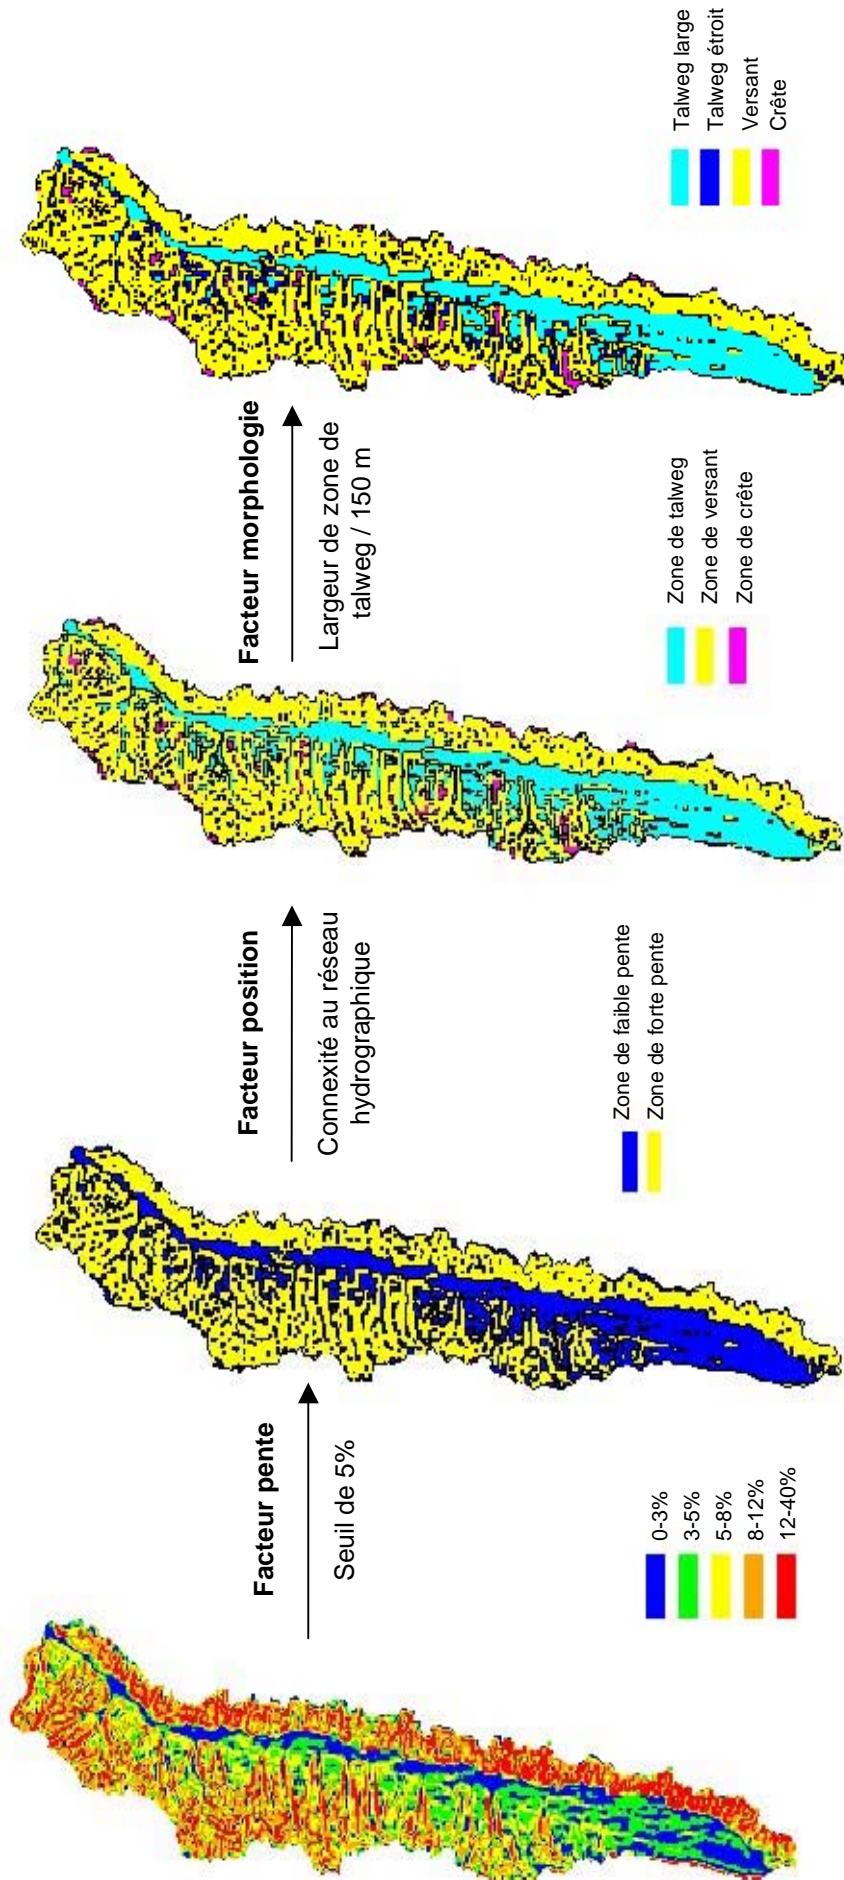 0-3%
3-5%
5-8%
8-12%
12-40%
Facteur pente
Seuil de 5%
Zone de faible pente
Zone de forte pente
Facteur position
Connexité au réseau
hydrographique
Zone de talweg
Zone de versant
Zone de crête
Facteur morphologie
Largeur de zone de
talweg / 150 m
Talweg large
Talweg étroit
Versant
Crête